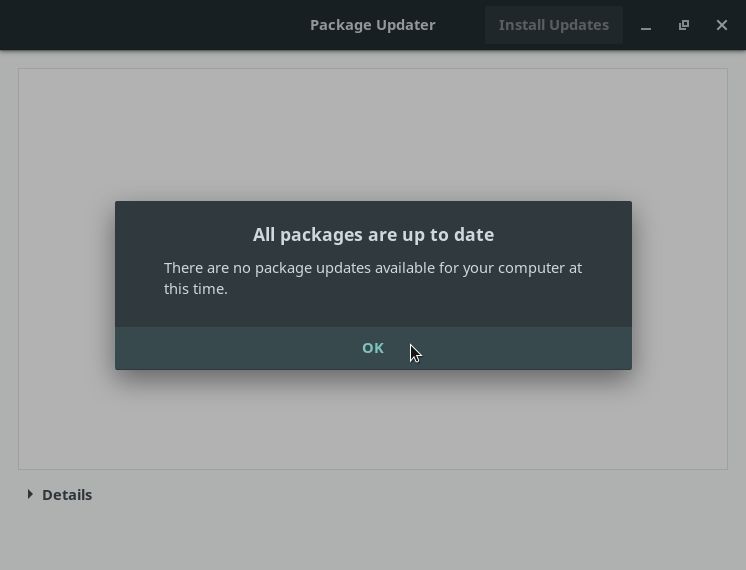 Package Updater
Install Updates
All packages are up to date
There are no package updates available for your computer at
this time.
OK
Details